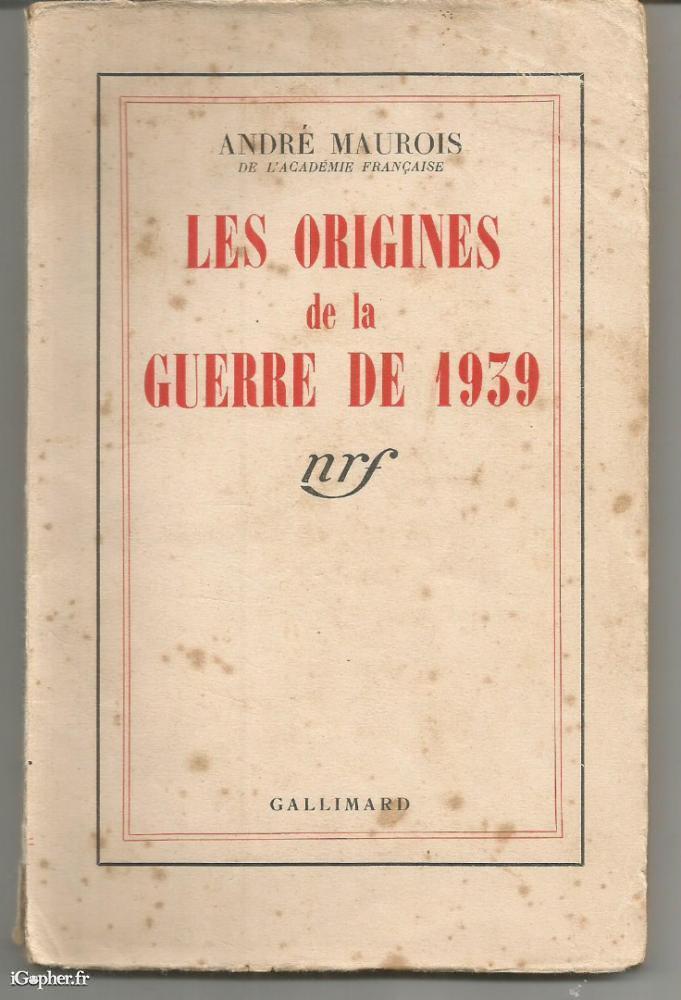 ANDRÉ MAUROIS
DE L'ACADÉMIE FRANÇAISE
LES ORIGINES
de la
GUERRE DE 1939
nrf
GALLIMARD
iGopher.fr